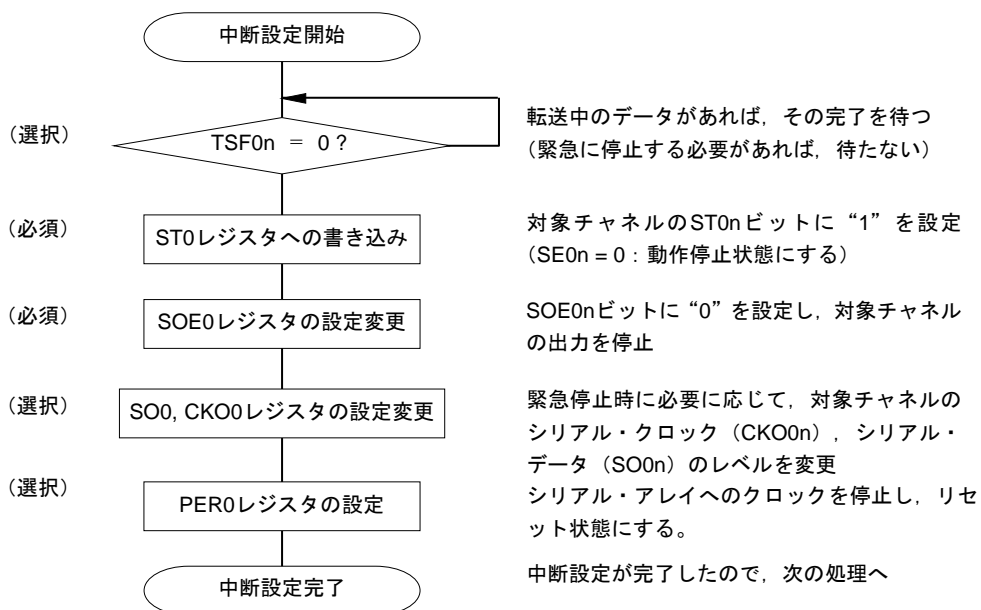 中断設定開始
(選択)
TSF0n = 0?
転送中のデータがあれば，その完了を待つ
(緊急に停止する必要があれば，待たない)
(必須)
ST0レジスタへの書き込み
対象チャネルのST0nビットに“1”を設定
(SE0n = 0：動作停止状態にする)
(必須)
SOE0レジスタの設定変更
SOE0nビットに“0”を設定し，対象チャネル
の出力を停止
(選択)
SO0, CKO0レジスタの設定変更
緊急停止時に必要に応じて，対象チャネルの
シリアル・クロック（CKO0n），シリアル・
データ（SO0n）のレベルを変更
(選択)
PER0レジスタの設定
シリアル・アレイへのクロックを停止し，リセ
ット状態にする。
中断設定完了
中断設定が完了したので，次の処理へ